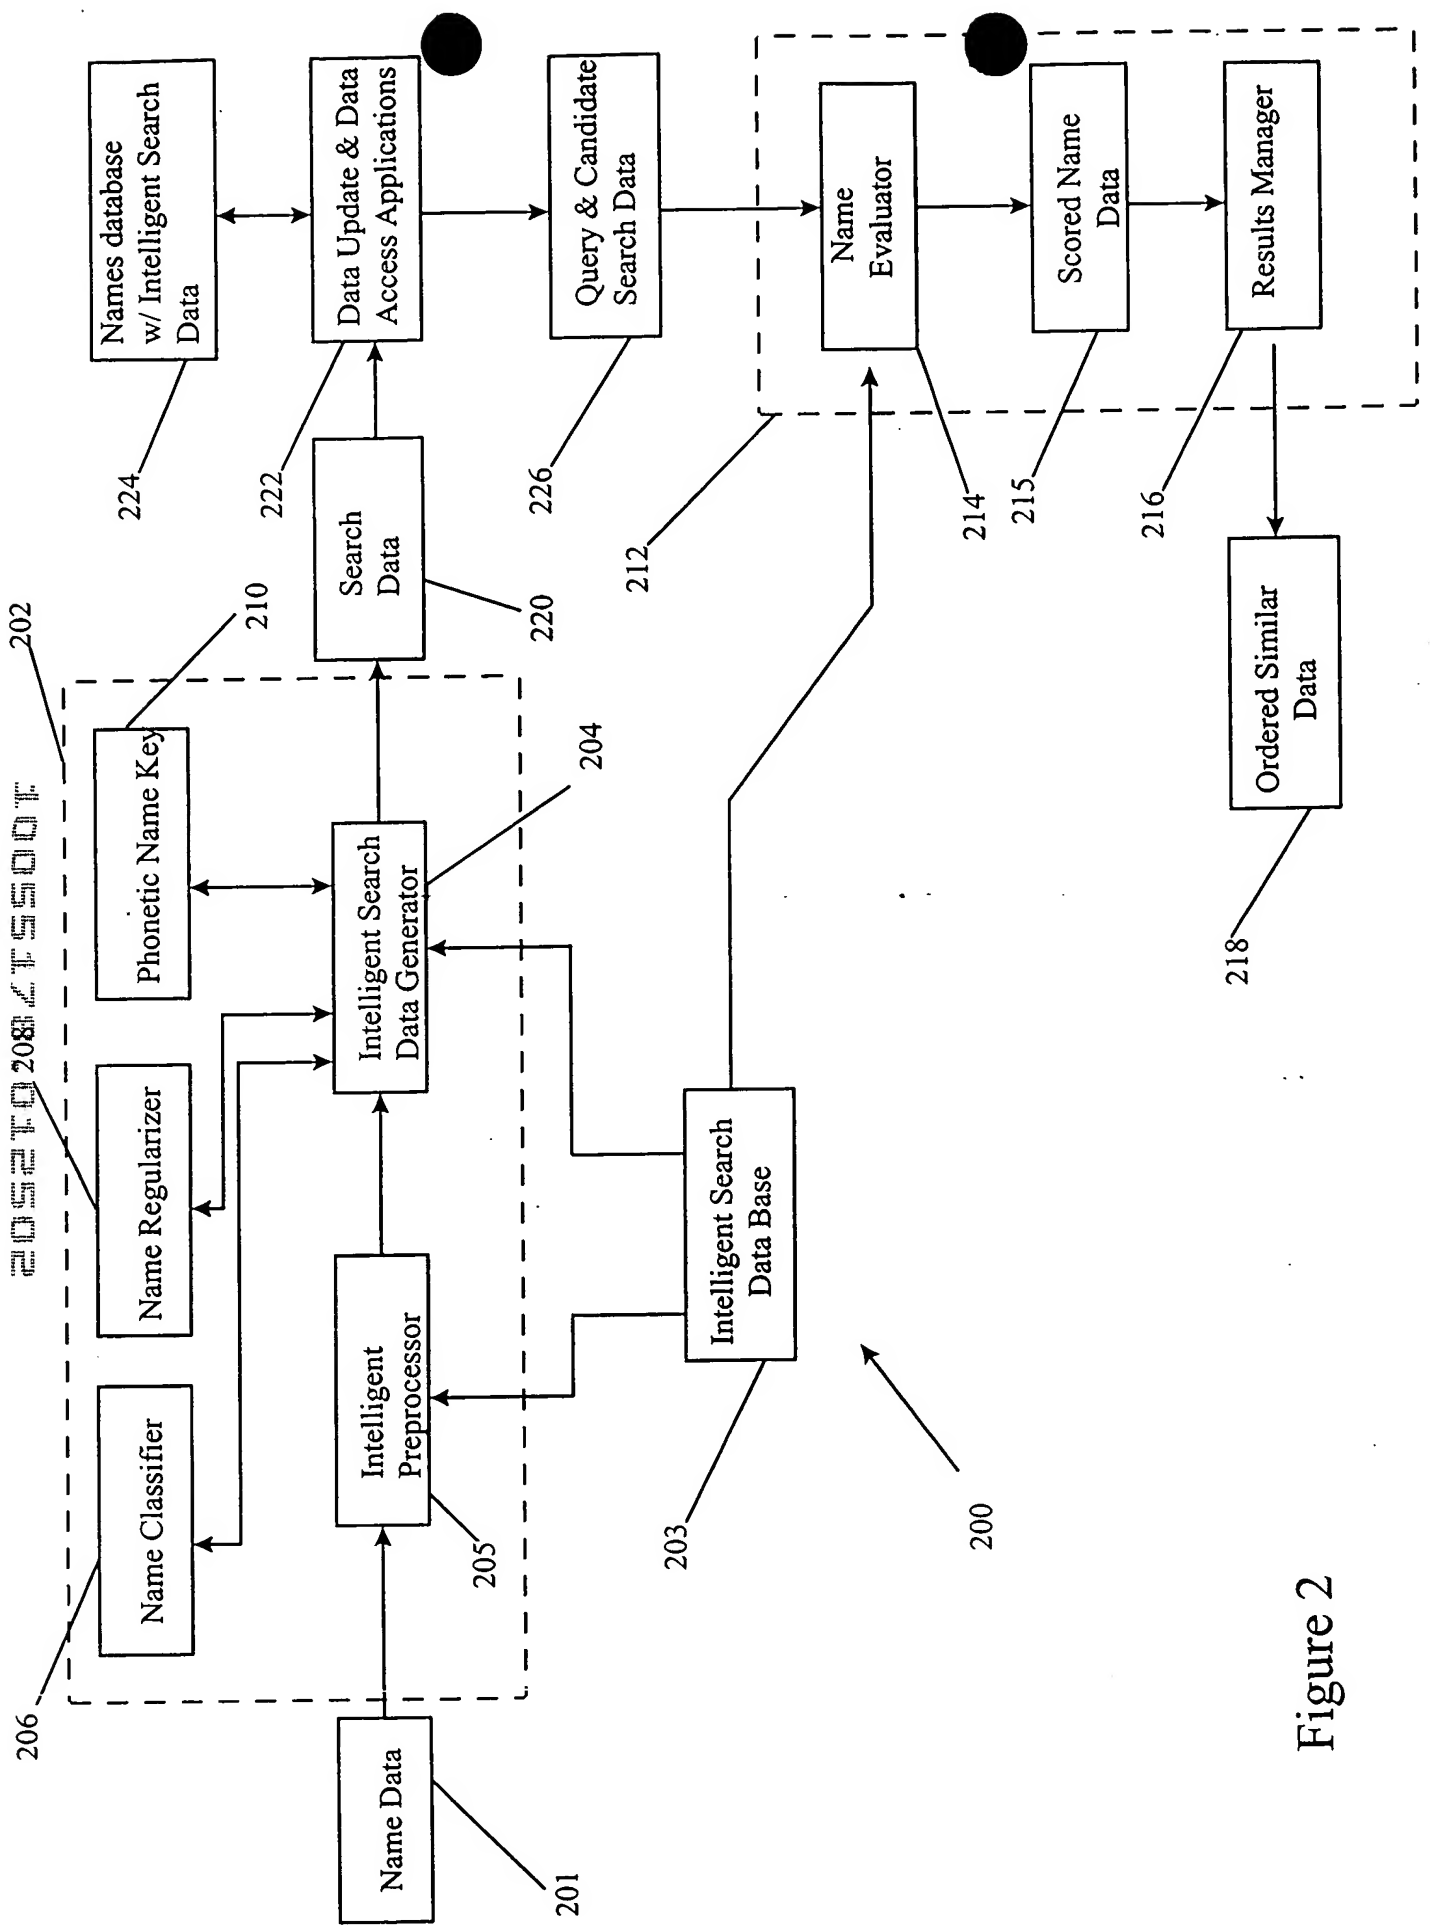 10055178.012502
202
206
208
210
Name Classifier
Name Regularizer
Phonetic Name Key
224
Names database
w/ Intelligent Search
Data
Name Data
201
Intelligent
Preprocessor
205
Intelligent Search
Data Generator
204
Search
Data
220
222
Data Update & Data
Access Applications
226
Query & Candidate
Search Data
Intelligent Search
Data Base
203
212
Name
Evaluator
214
200
215
Scored Name
Data
216
Results Manager
Ordered Similar
Data
218
Figure 2